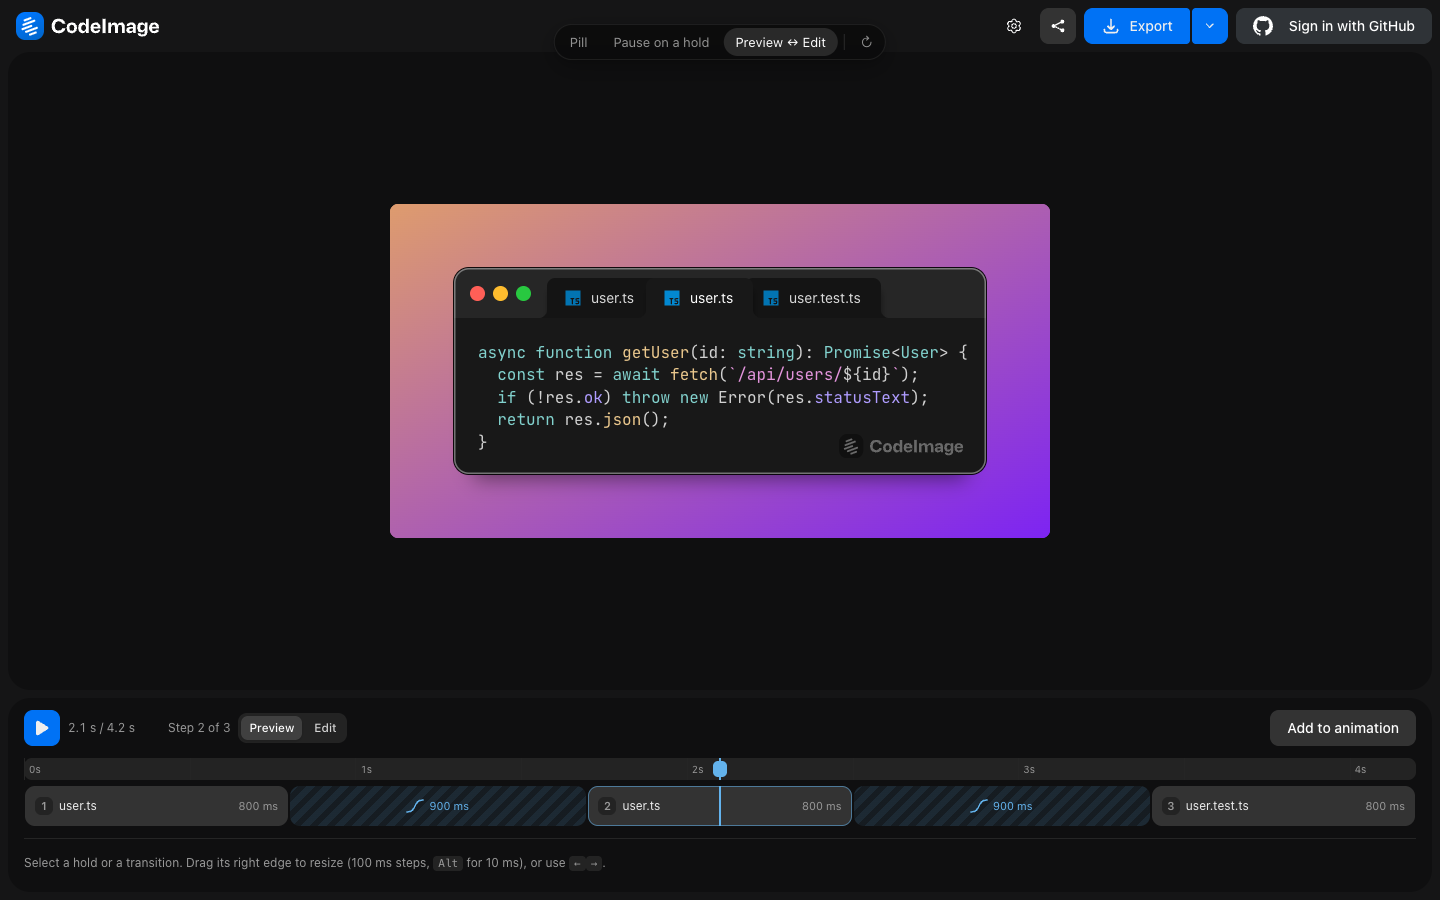 CodeImage
Pill Pause on a hold Preview ↔ Edit
Export
Sign in with GitHub
user.ts user.ts user.test.ts
async function getUser(id: string): Promise<User> {
  const res = await fetch(`/api/users/${id}`);
  if (!res.ok) throw new Error(res.statusText);
  return res.json();
}
CodeImage
2.1 s / 4.2 s Step 2 of 3 Preview Edit Add to animation
0s 1s 2s 3s 4s
1 user.ts 800 ms 900 ms 2 user.ts 800 ms 900 ms 3 user.test.ts 800 ms
Select a hold or a transition. Drag its right edge to resize (100 ms steps, Alt for 10 ms), or use ← → .